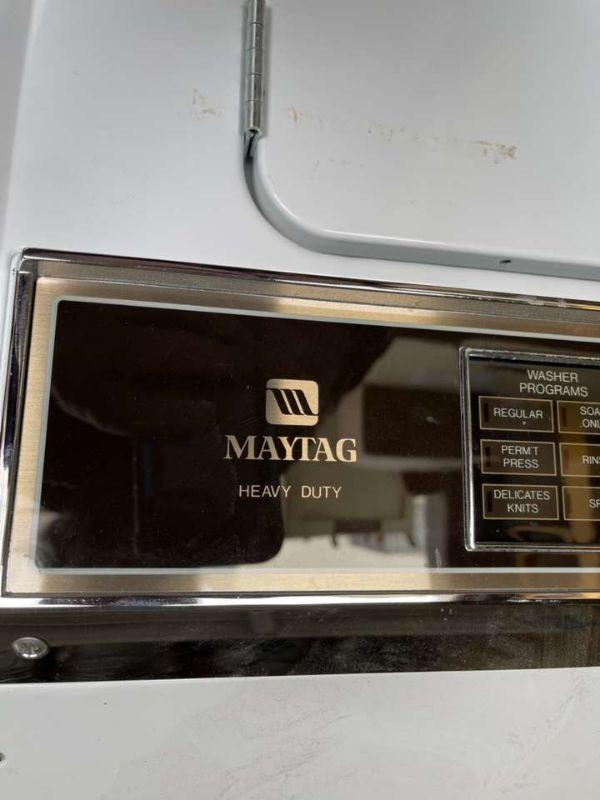 MAYTAG
HEAVY DUTY
WASHER
PROGRAMS
REGULAR
PERM'T
PRESS
DELICATES
KNITS